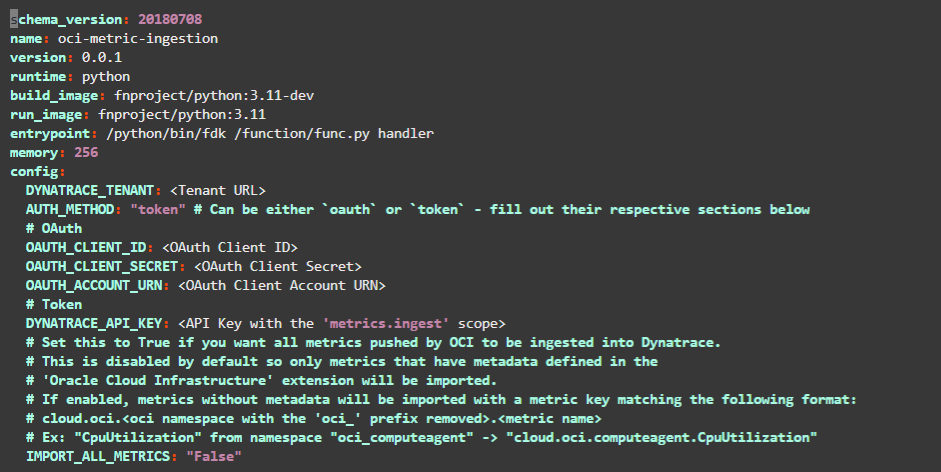 schema_version: 20180708
name: oci-metric-ingestion
version: 0.0.1
runtime: python
build_image: fnproject/python:3.11-dev
run_image: fnproject/python:3.11
entrypoint: /python/bin/fdk /function/func.py handler
memory: 256
config:
  DYNATRACE_TENANT: <Tenant URL>
  AUTH_METHOD: "token" # Can be either `oauth` or `token` - fill out their respective sections below
  # OAuth
  OAUTH_CLIENT_ID: <OAuth Client ID>
  OAUTH_CLIENT_SECRET: <OAuth Client Secret>
  OAUTH_ACCOUNT_URN: <OAuth Client Account URN>
  # Token
  DYNATRACE_API_KEY: <API Key with the 'metrics.ingest' scope>
  # Set this to True if you want all metrics pushed by OCI to be ingested into Dynatrace.
  # This is disabled by default so only metrics that have metadata defined in the
  # 'Oracle Cloud Infrastructure' extension will be imported.
  # If enabled, metrics without metadata will be imported with a metric key matching the following format:
  # cloud.oci.<oci namespace with the 'oci_' prefix removed>.<metric name>
  # Ex: "CpuUtilization" from namespace "oci_computeagent" -> "cloud.oci.computeagent.CpuUtilization"
  IMPORT_ALL_METRICS: "False"